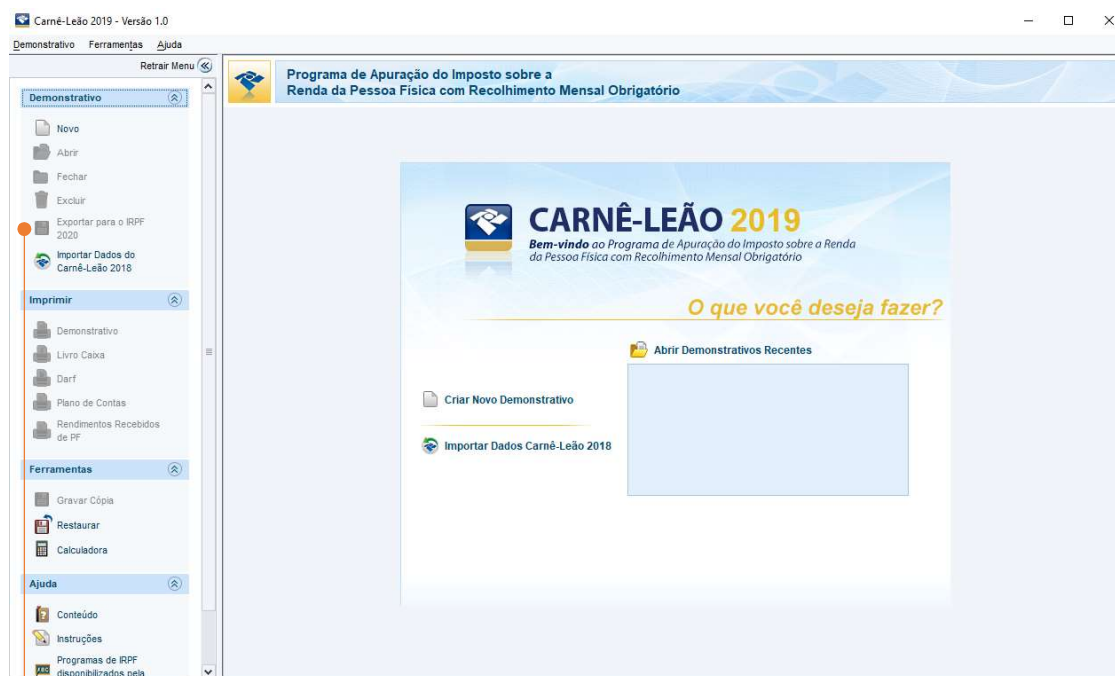 Carnê-Leão 2019 - Versão 1.0
Demonstrativo Ferramentas Ajuda
Retrair Menu
Demonstrativo
Novo
Abrir
Fechar
Excluir
Exportar para o IRPF
2020
Importar Dados do
Carnê-Leão 2018
Imprimir
Demonstrativo
Livro Caixa
Darf
Plano de Contas
Rendimentos Recebidos
de PF
Ferramentas
Gravar Cópia
Restaurar
Calculadora
Ajuda
Conteúdo
Instruções
Programas de IRPF
disponibilizados pela
Programa de Apuração do Imposto sobre a
Renda da Pessoa Física com Recolhimento Mensal Obrigatório
CARNÊ-LEÃO 2019
Bem-vindo ao Programa de Apuração do Imposto sobre a Renda
da Pessoa Física com Recolhimento Mensal Obrigatório
O que você deseja fazer?
Abrir Demonstrativos Recentes
Criar Novo Demonstrativo
Importar Dados Carnê-Leão 2018